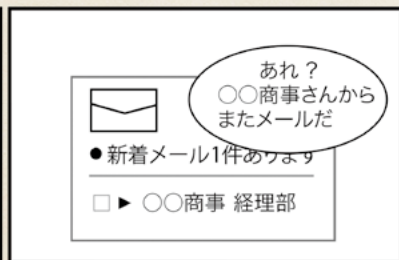 あれ？
○○商事さんから
またメールだ
●新着メール1件あります
□▶ ○○商事 経理部